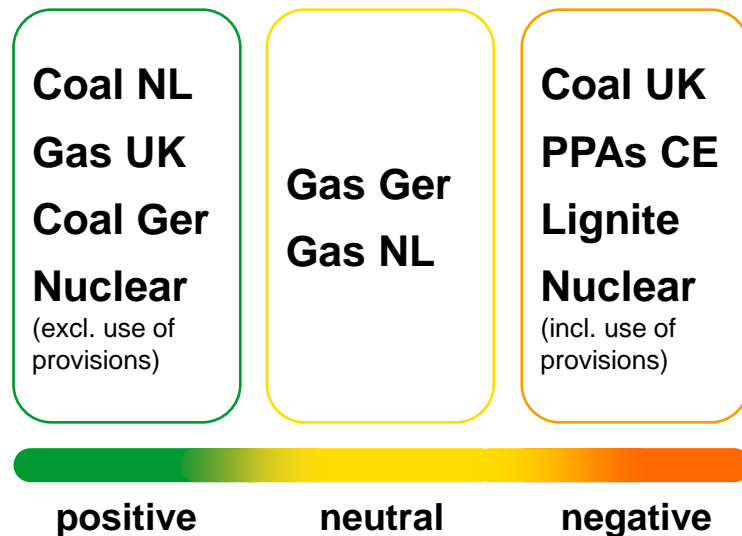 Coal NL
Gas UK
Coal Ger
Nuclear
(excl. use of
provisions)
Gas Ger
Gas NL
Coal UK
PPAs CE
Lignite
Nuclear
(incl. use of
provisions)
positive
neutral
negative